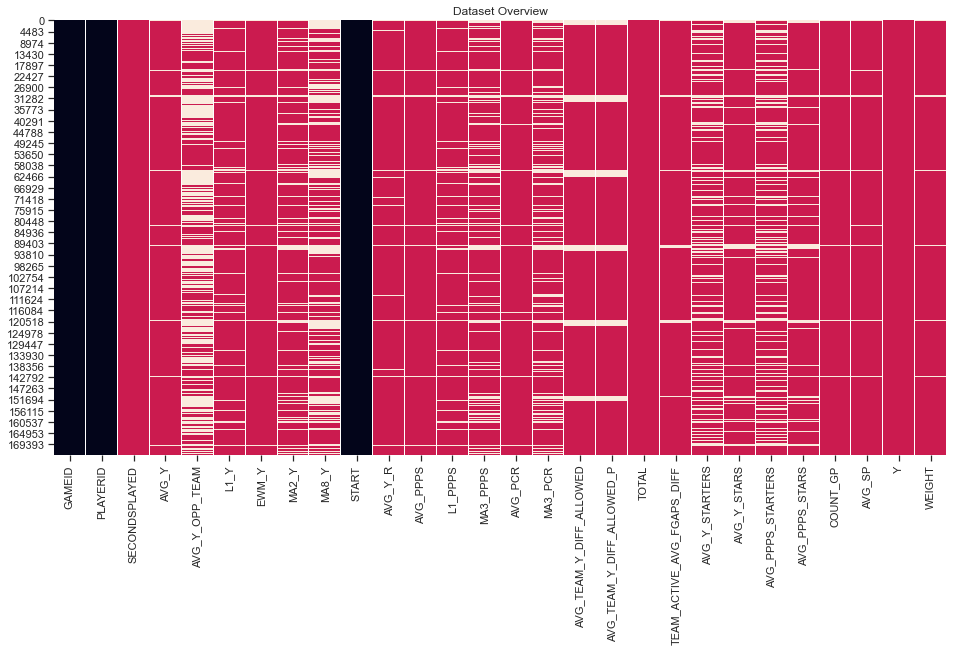 Dataset Overview
0
4483
8974
13430
17897
22427
26900
31282
35773
40291
44788
49245
53650
58038
62466
66929
71418
75915
80448
84936
89403
93810
98265
102754
107214
111624
116084
120518
124978
129447
133930
138356
142792
147263
151694
156115
160537
164953
169393
GAMEID
PLAYERID
SECONDSPLAYED
AVG_Y
AVG_Y_OPP_TEAM
L1_Y
EWM_Y
MA2_Y
MA8_Y
START
AVG_Y_R
AVG_PPPS
L1_PPPS
MA3_PPPS
AVG_PCR
MA3_PCR
AVG_TEAM_Y_DIFF_ALLOWED
AVG_TEAM_Y_DIFF_ALLOWED_P
TOTAL
TEAM_ACTIVE_AVG_FGAPS_DIFF
AVG_Y_STARTERS
AVG_Y_STARS
AVG_PPPS_STARTERS
AVG_PPPS_STARS
COUNT_GP
AVG_SP
Y
WEIGHT